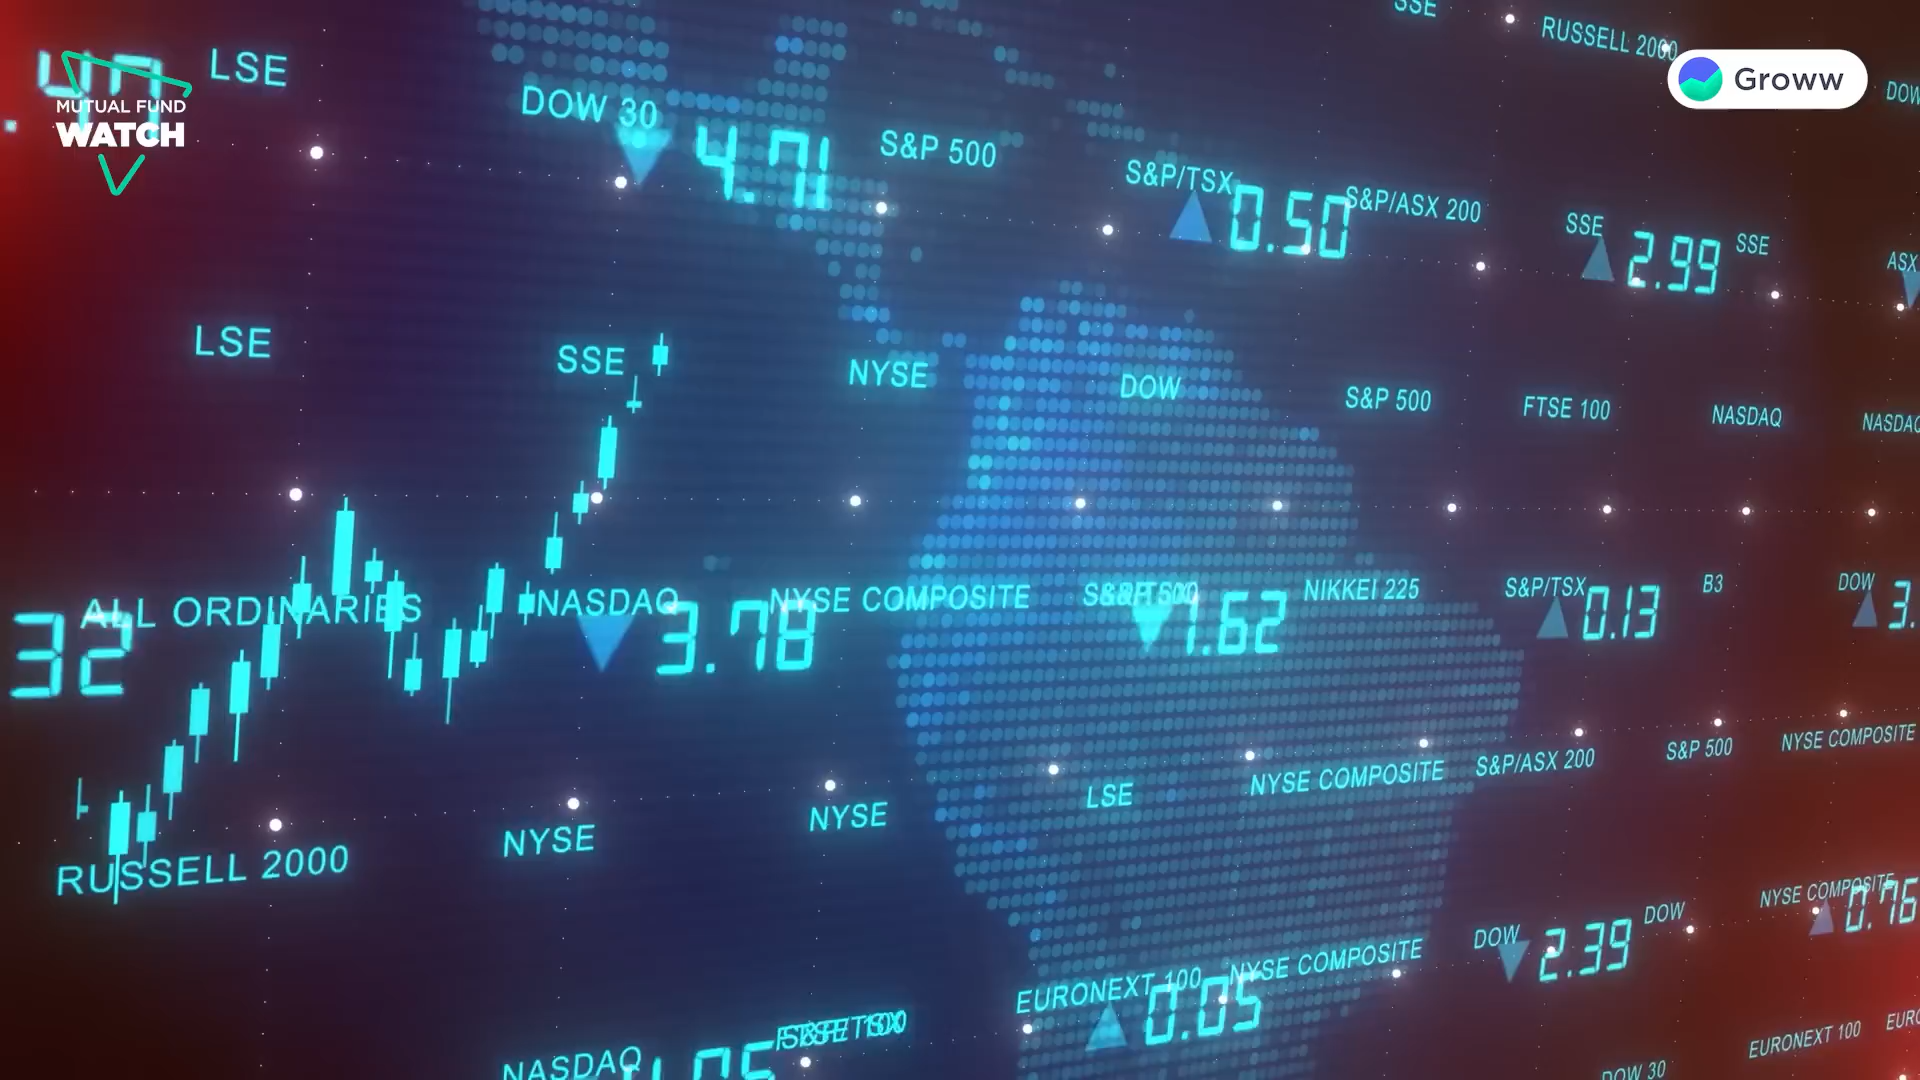 SSE
RUSSELL 2000
LSE
MUTUAL FUND
WATCH
Groww
DOW 30
4.71
S&P 500
S&P/TSX
0.50
S&P/ASX 200
SSE
2.99
SSE
ASX
LSE
SSE
NYSE
DOW
S&P 500
FTSE 100
NASDAQ
NASDAQ
32
ALL ORDINARIES
NASDAQ
3.78
NYSE COMPOSITE
1.62
NIKKEI 225
S&P/TSX
0.13
B3
DOW
3.
RUSSELL 2000
NYSE
NYSE
LSE
NYSE COMPOSITE
S&P/ASX 200
S&P 500
NYSE COMPOSITE
NASDAQ
EURONEXT 100
0.05
NYSE COMPOSITE
DOW
2.39
DOW
NYSE COMPOSITE
0.76
EURONEXT 100
DOW 30